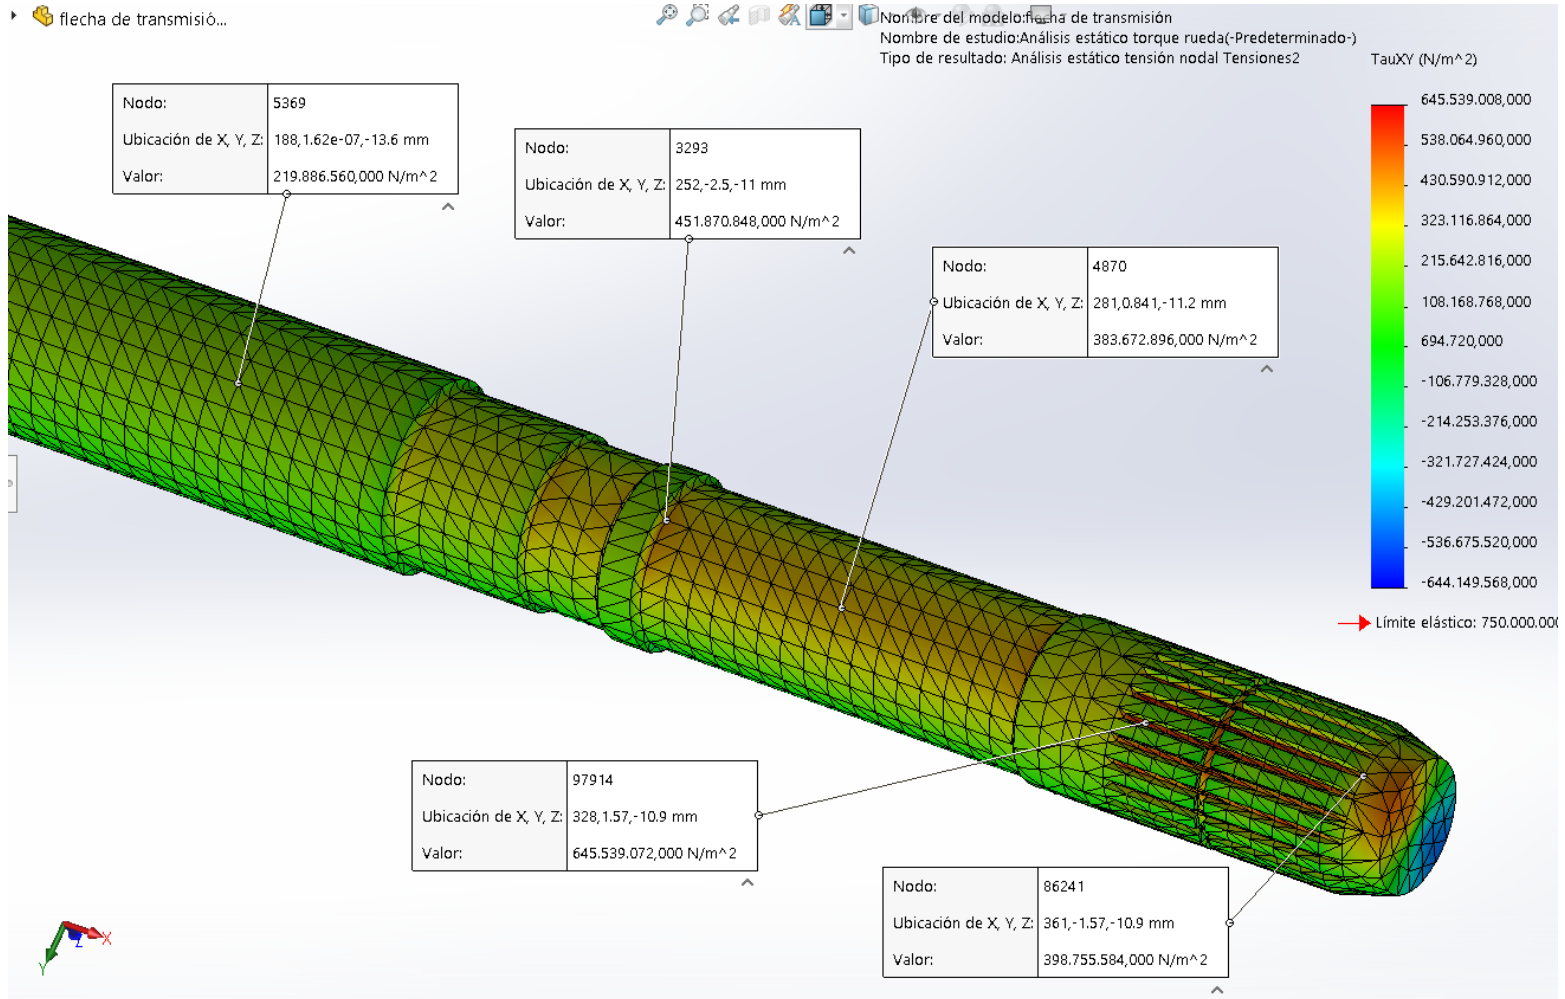 flecha de transmisió...
Nombre del modelo:flecha de transmisión
Nombre de estudio:Análisis estático torque rueda(-Predeterminado-)
Tipo de resultado: Análisis estático tensión nodal Tensiones2
TauXY (N/m^2)
645.539.008,000
538.064.960,000
430.590.912,000
323.116.864,000
215.642.816,000
108.168.768,000
694.720,000
-106.779.328,000
-214.253.376,000
-321.727.424,000
-429.201.472,000
-536.675.520,000
-644.149.568,000
Límite elástico: 750.000.00
Nodo: 5369
Ubicación de X, Y, Z: 188,1.62e-07,-13.6 mm
Valor: 219.886.560,000 N/m^2
Nodo: 3293
Ubicación de X, Y, Z: 252,-2.5,-11 mm
Valor: 451.870.848,000 N/m^2
Nodo: 4870
Ubicación de X, Y, Z: 281,0.841,-11.2 mm
Valor: 383.672.896,000 N/m^2
Nodo: 97914
Ubicación de X, Y, Z: 328,1.57,-10.9 mm
Valor: 645.539.072,000 N/m^2
Nodo: 86241
Ubicación de X, Y, Z: 361,-1.57,-10.9 mm
Valor: 398.755.584,000 N/m^2
X
Z
Y